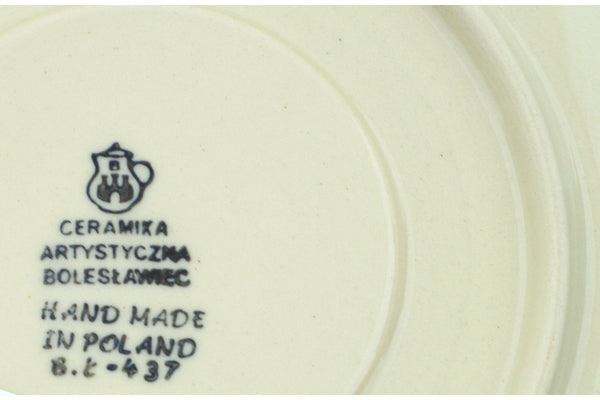 B
CERAMIKA
ARTYSTYCZNA
BOLESŁAWIEC
HAND MADE
IN POLAND
B.Ł-437